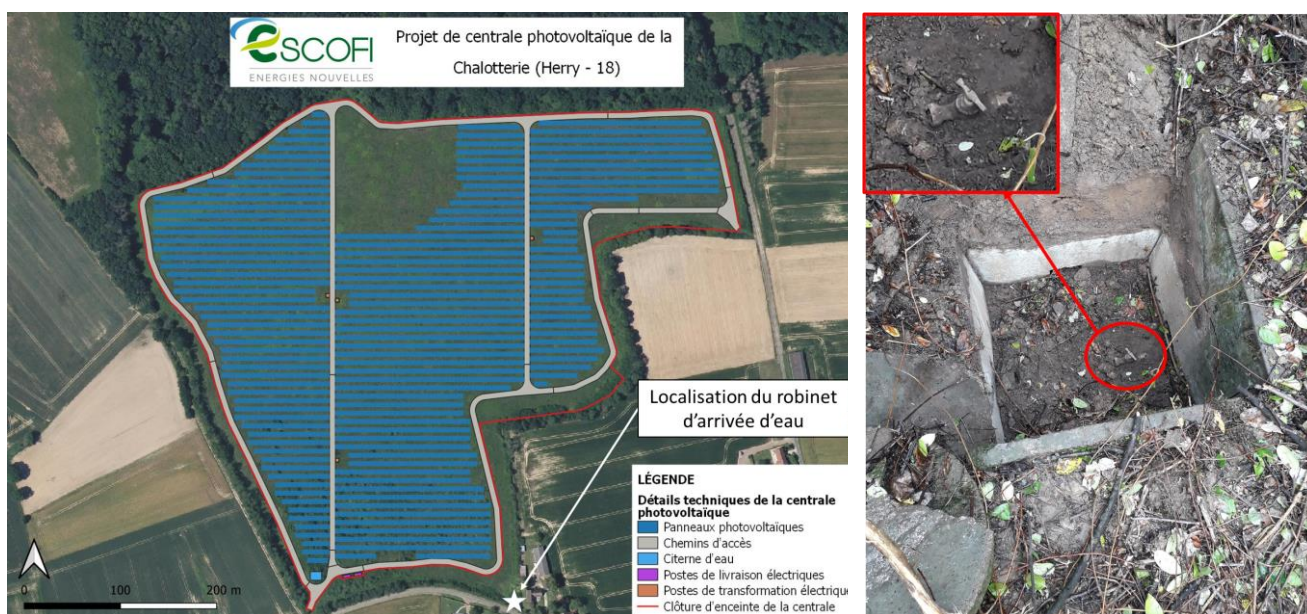 eSCOFI
ENERGIES NOUVELLES
Projet de centrale photovoltaïque de la
Chalotterie (Herry - 18)
Localisation du robinet
d'arrivée d'eau
LÉGENDE
Détails techniques de la centrale
photovoltaïque
Panneaux photovoltaïques
Chemins d'accès
Citerne d'eau
Postes de livraison électriques
Postes de transformation électrique
Clôture d'enceinte de la centrale
0 100 200 m